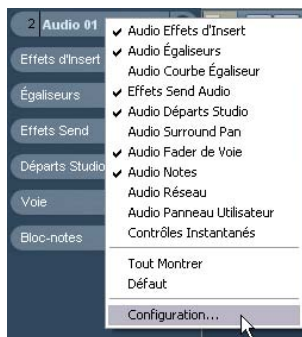 2 Audio 01
Effets d'Insert
Égaliseurs
Effets Send
Départs Studio
Voie
Bloc-notes
Audio Effets d'Insert
Audio Égaliseurs
Audio Courbe Égaliseur
Effets Send Audio
Audio Départs Studio
Audio Surround Pan
Audio Fader de Voie
Audio Notes
Audio Réseau
Audio Panneau Utilisateur
Contrôles Instantanés
Tout Montrer
Défaut
Configuration...